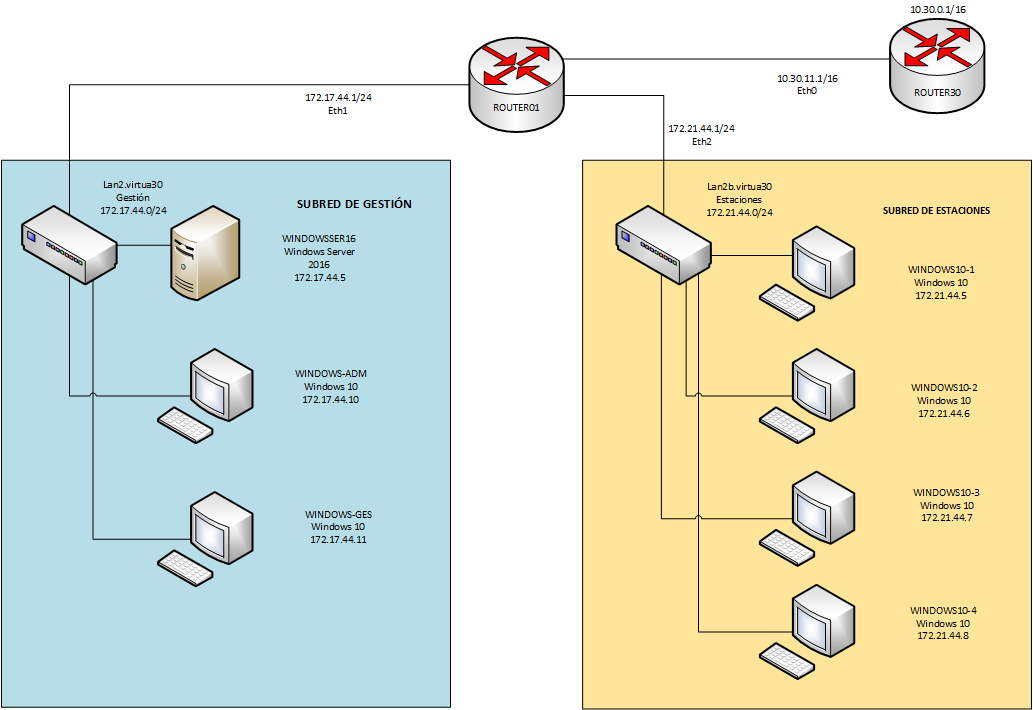 10.30.0.1/16
ROUTER30
ROUTER01
10.30.11.1/16
Eth0
172.17.44.1/24
Eth1
172.21.44.1/24
Eth2
Lan2.virtua30
Gestión
172.17.44.0/24
SUBRED DE GESTIÓN
WINDOWSSER16
Windows Server
2016
172.17.44.5
WINDOWS-ADM
Windows 10
172.17.44.10
WINDOWS-GES
Windows 10
172.17.44.11
Lan2b.virtua30
Estaciones
172.21.44.0/24
SUBRED DE ESTACIONES
WINDOWS10-1
Windows 10
172.21.44.5
WINDOWS10-2
Windows 10
172.21.44.6
WINDOWS10-3
Windows 10
172.21.44.7
WINDOWS10-4
Windows 10
172.21.44.8